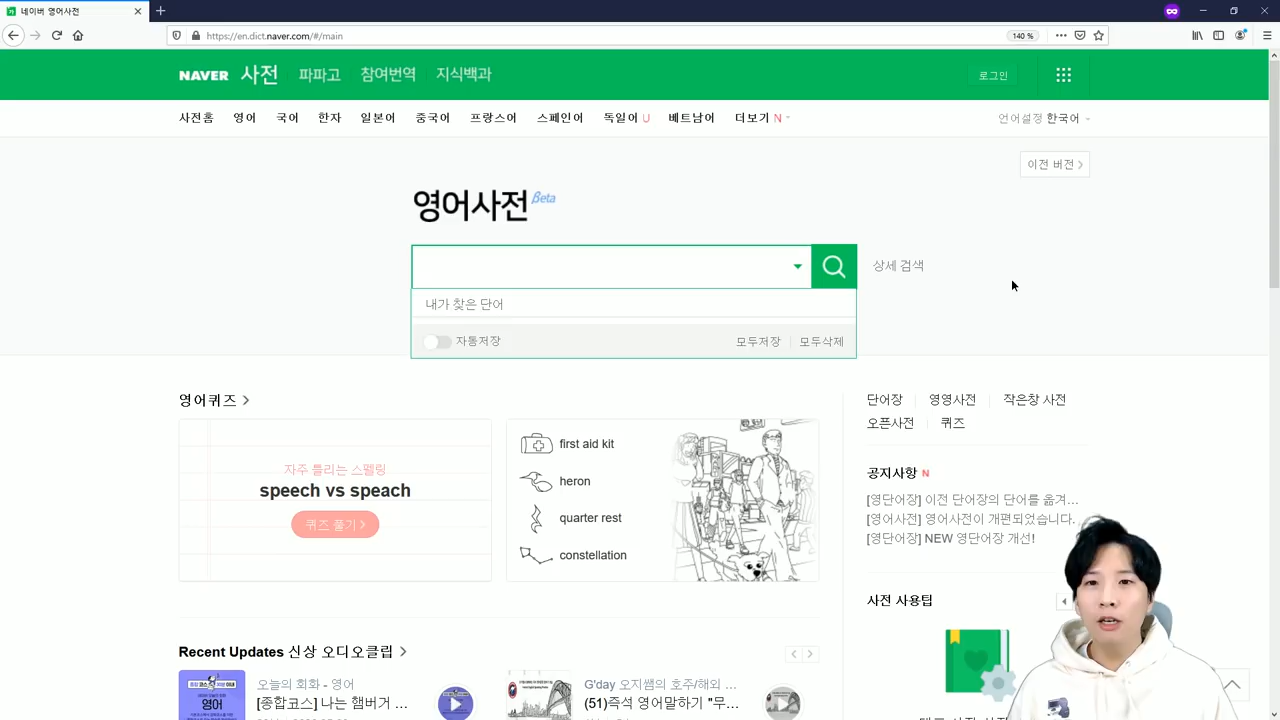 네이버 영어사전
https://en.dict.naver.com/#/main
140 %
NAVER 사전 파파고 참여번역 지식백과
로그인
사전홈 영어 국어 한자 일본어 중국어 프랑스어 스페인어 독일어 U 베트남어 더보기 N
언어설정 한국어
이전 버전
영어사전 βeta
상세 검색
내가 찾은 단어
자동저장
모두저장 모두삭제
영어퀴즈
자주 틀리는 스펠링
speech vs speach
퀴즈 풀기
first aid kit
heron
quarter rest
constellation
단어장 영영사전 작은창 사전
오픈사전 퀴즈
공지사항 N
[영단어장] 이전 단어장의 단어를 옮겨...
[영어사전] 영어사전이 개편되었습니다.
[영단어장] NEW 영단어장 개선!
사전 사용팁
Recent Updates 신상 오디오클립
영어
오늘의 회화 - 영어
[종합코스] 나는 햄버거 ...
G'day 오지쌤의 호주/해외 ...
(51)즉석 영어말하기 "무...